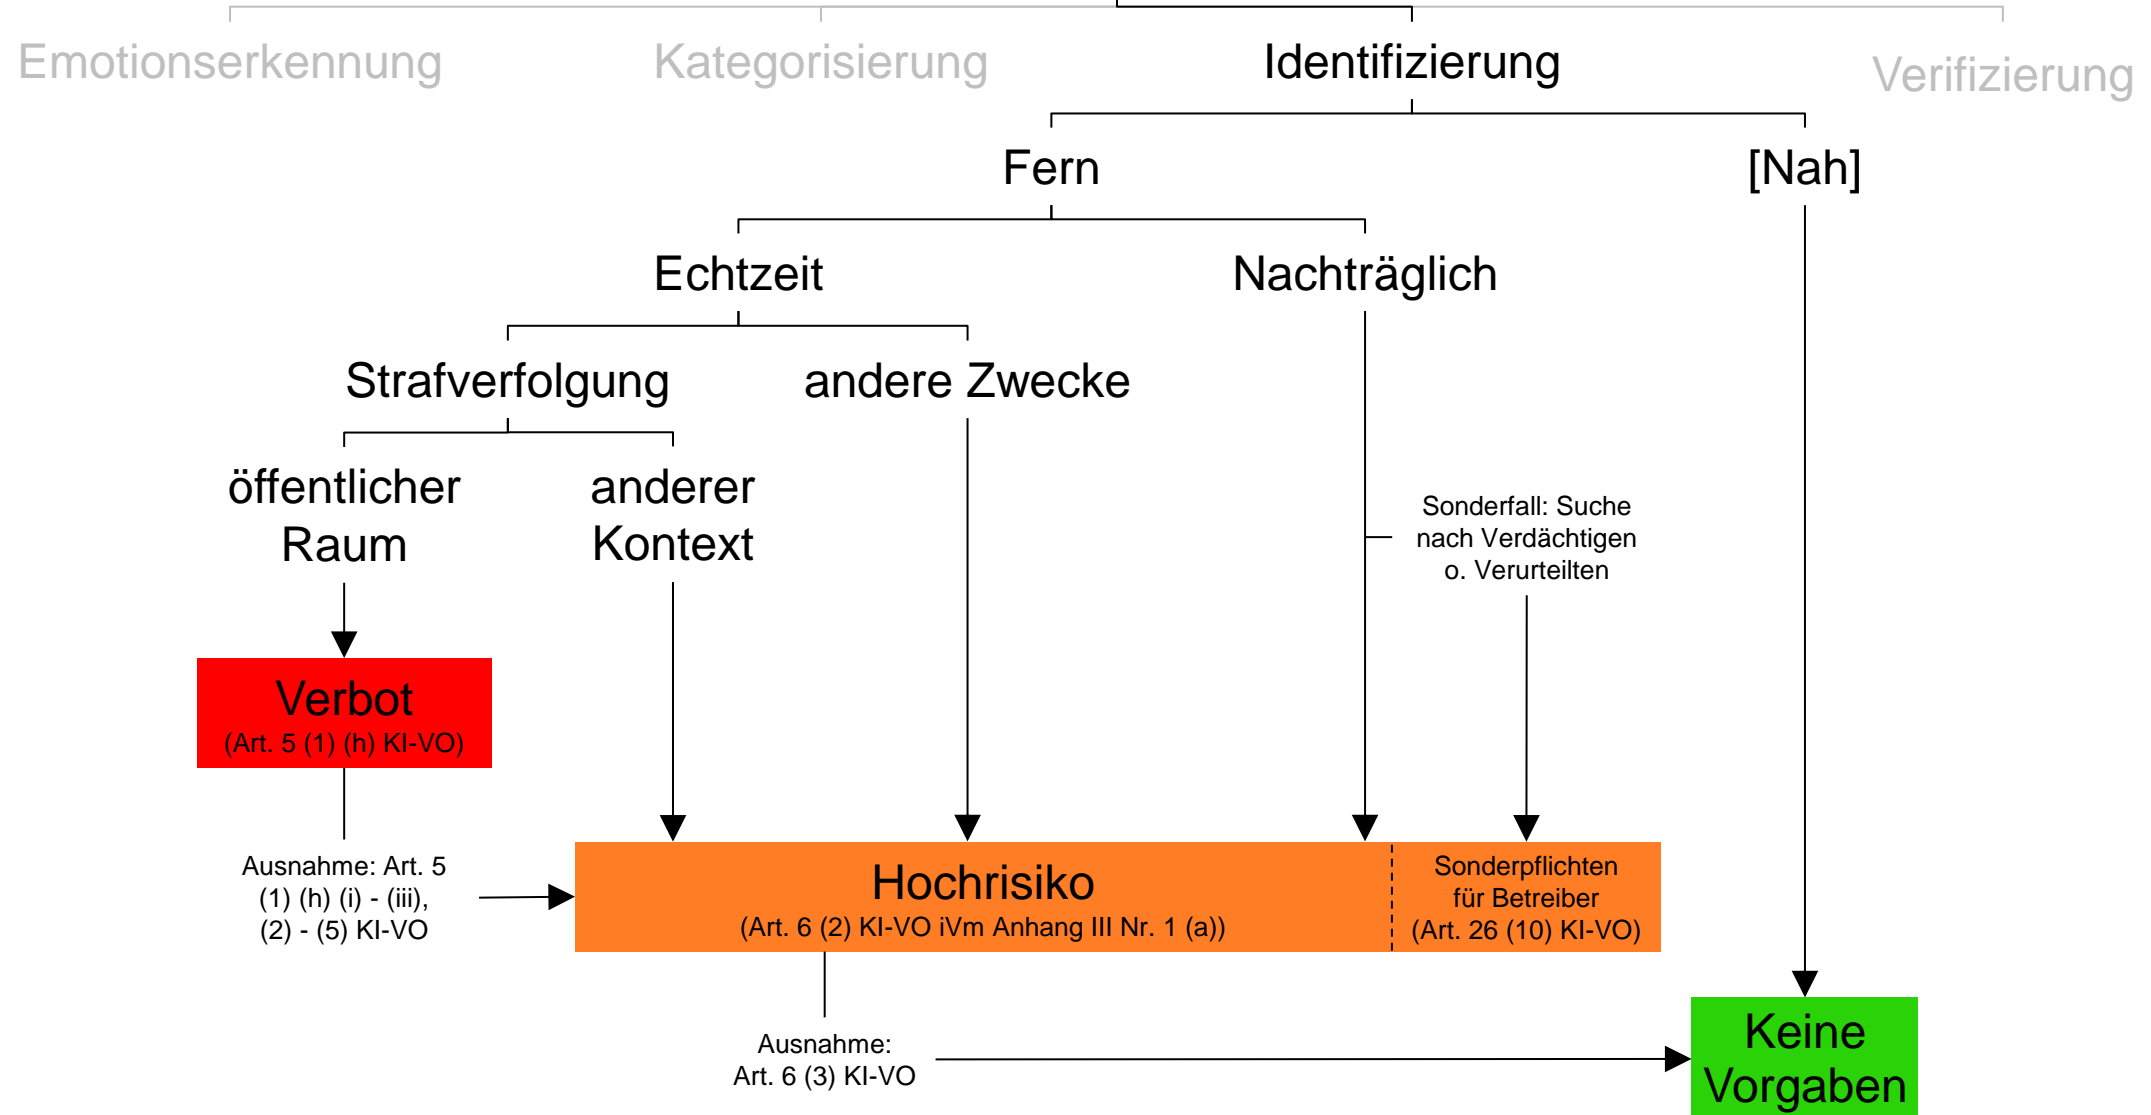 Emotionserkennung
Kategorisierung
Identifizierung
Verifizierung
Fern
[Nah]
Echtzeit
Nachträglich
Strafverfolgung
andere Zwecke
öffentlicher
Raum
anderer
Kontext
Sonderfall: Suche
nach Verdächtigen
o. Verurteilten
Verbot
(Art. 5 (1) (h) KI-VO)
Ausnahme: Art. 5
(1) (h) (i) - (iii),
(2) - (5) KI-VO
Hochrisiko
(Art. 6 (2) KI-VO iVm Anhang III Nr. 1 (a))
Sonderpflichten
für Betreiber
(Art. 26 (10) KI-VO)
Ausnahme:
Art. 6 (3) KI-VO
Keine
Vorgaben